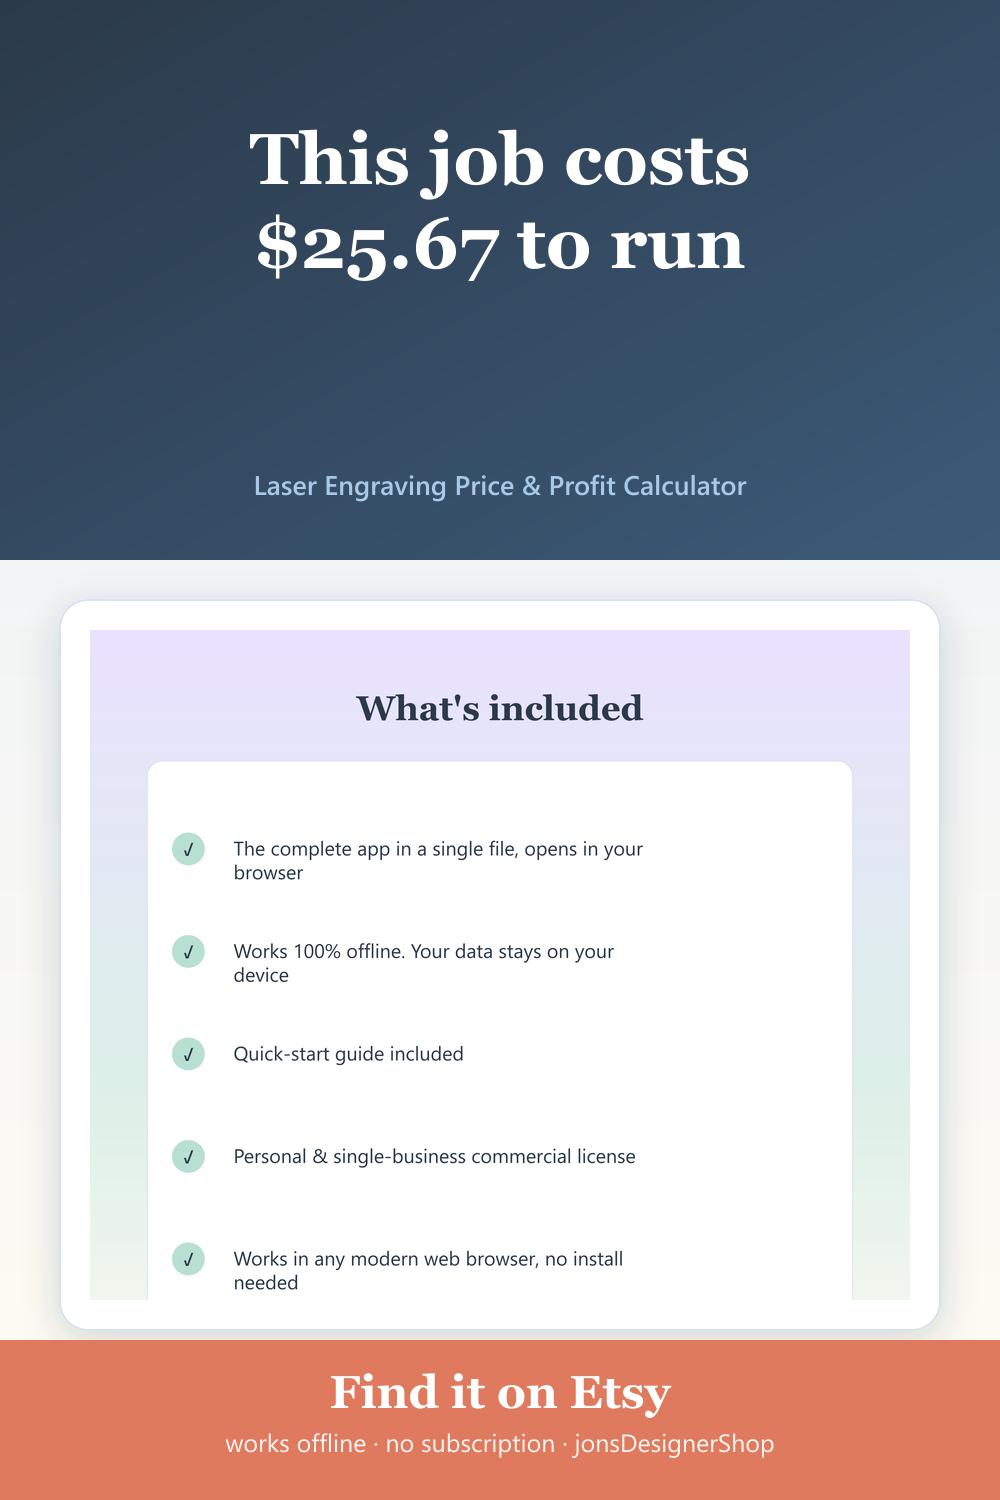 This job costs
$25.67 to run
Laser Engraving Price & Profit Calculator
What's included
✓ The complete app in a single file, opens in your
browser
✓ Works 100% offline. Your data stays on your
device
✓ Quick-start guide included
✓ Personal & single-business commercial license
✓ Works in any modern web browser, no install
needed
Find it on Etsy
works offline · no subscription · jonsDesignerShop